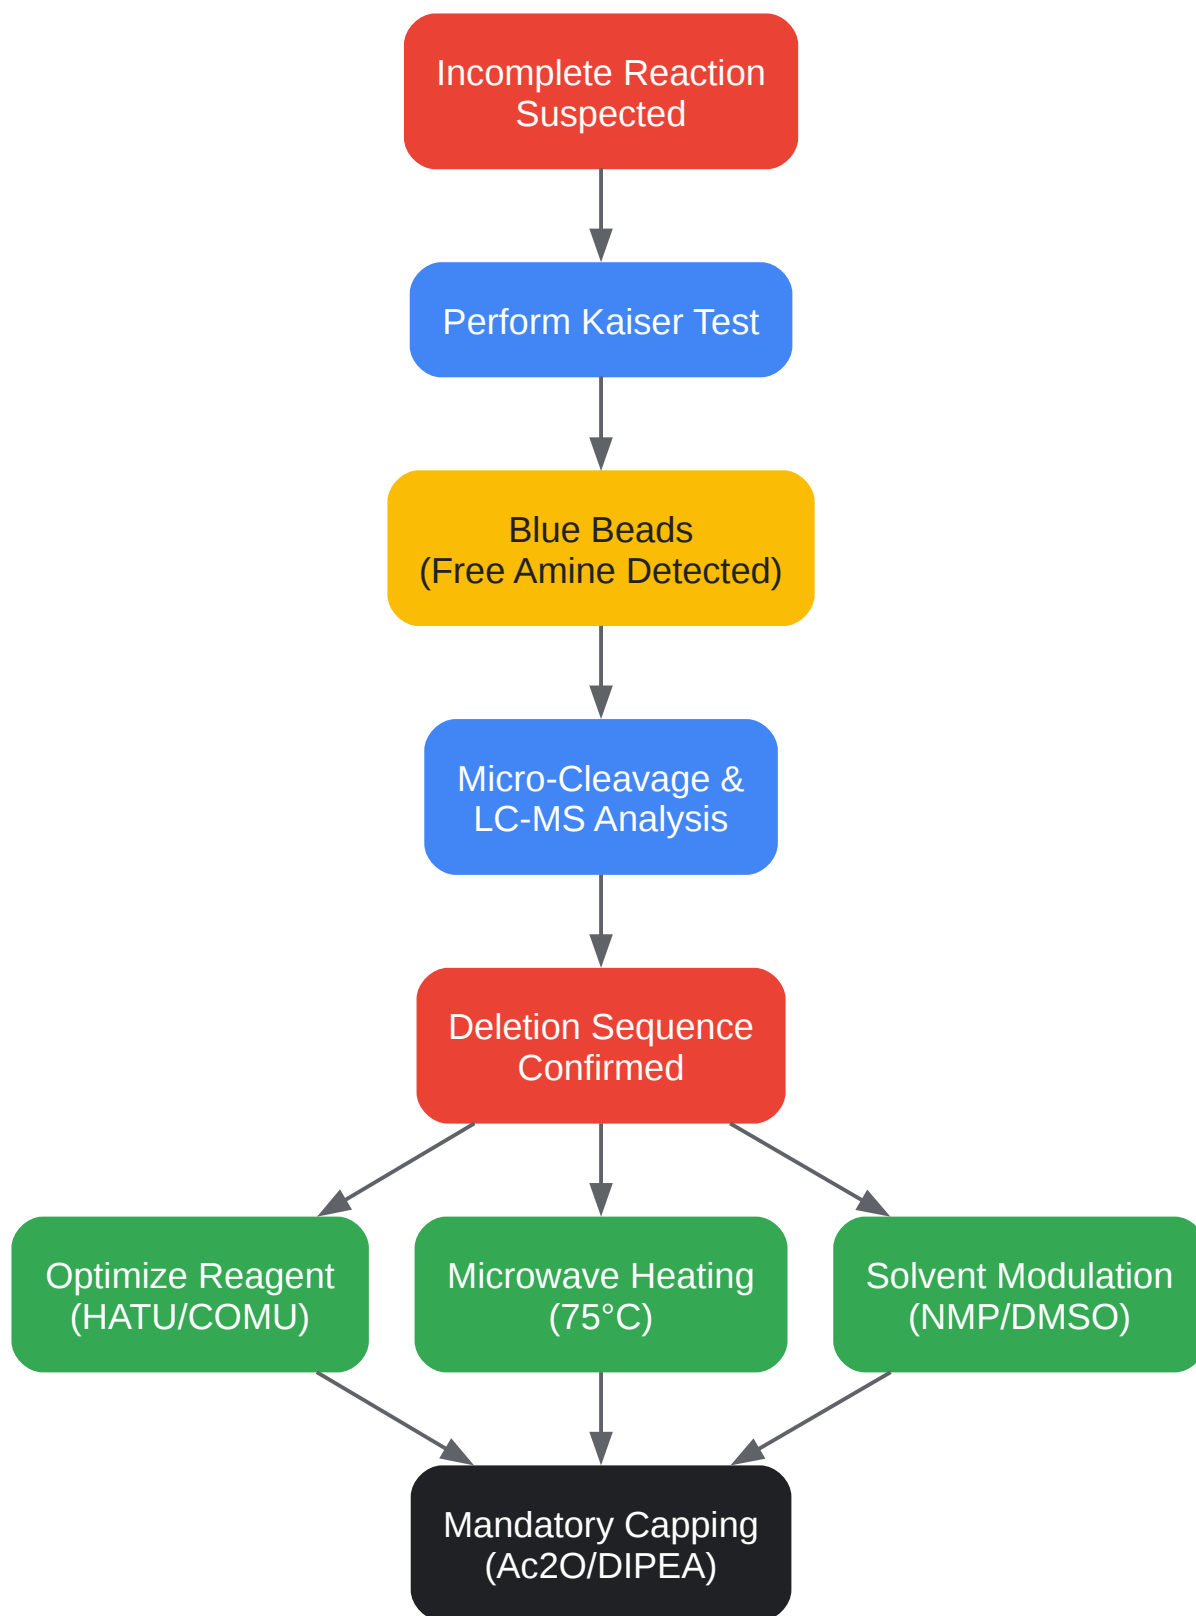 Incomplete Reaction
Suspected
Perform Kaiser Test
Blue Beads
(Free Amine Detected)
Micro-Cleavage &
LC-MS Analysis
Deletion Sequence
Confirmed
Optimize Reagent
(HATU/COMU)
Microwave Heating
(75°C)
Solvent Modulation
(NMP/DMSO)
Mandatory Capping
(Ac2O/DIPEA)